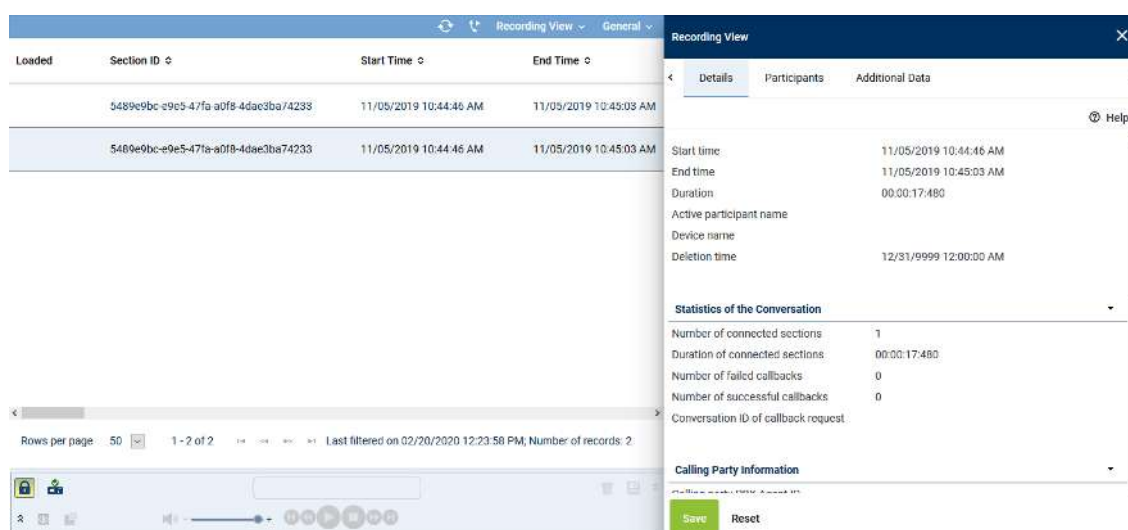 Recording View General
Loaded Section ID Start Time End Time
5489e9bc-e9e5-47fa-a0f8-4dae3ba74233 11/05/2019 10:44:46 AM 11/05/2019 10:45:03 AM
5489e9bc-e9e5-47fa-a0f8-4dae3ba74233 11/05/2019 10:44:46 AM 11/05/2019 10:45:03 AM
Rows per page 50 1 - 2 of 2 Last filtered on 02/20/2020 12:23:58 PM; Number of records: 2
Recording View
Details Participants Additional Data
Help
Start time 11/05/2019 10:44:46 AM
End time 11/05/2019 10:45:03 AM
Duration 00:00:17:480
Active participant name
Device name
Deletion time 12/31/9999 12:00:00 AM
Statistics of the Conversation
Number of connected sections 1
Duration of connected sections 00:00:17:480
Number of failed callbacks 0
Number of successful callbacks 0
Conversation ID of callback request
Calling Party Information
Calling party PBX Agent ID
Save Reset